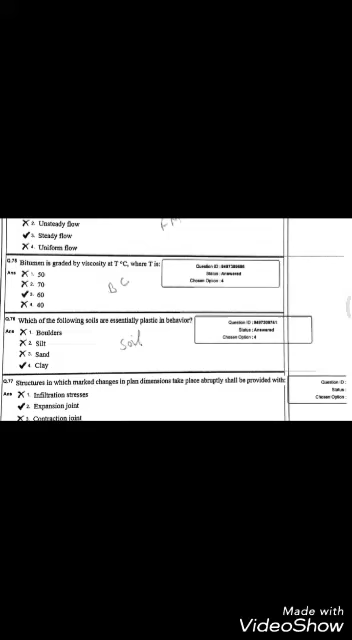 ✗ 2. Unsteady flow
✓ 3. Steady flow
✗ 4. Uniform flow
Q.75 Bitumen is graded by viscosity at T °C, where T is:
Ans ✗ 1. 50
✗ 2. 70
✓ 3. 60
✗ 4. 40
BC
Status : Answered
Chosen Option : 4
Q.76 Which of the following soils are essentially plastic in behavior?
Ans ✗ 1. Boulders
✗ 2. Silt
✗ 3. Sand
✓ 4. Clay
Soil
Status : Answered
Chosen Option : 4
Q.77 Structures in which marked changes in plan dimensions take place abruptly shall be provided with:
Ans ✗ 1. Infiltration stresses
✓ 2. Expansion joint
✗ 3. Contraction joint
Question ID :
Status :
Chosen Option :
Made with
VideoShow